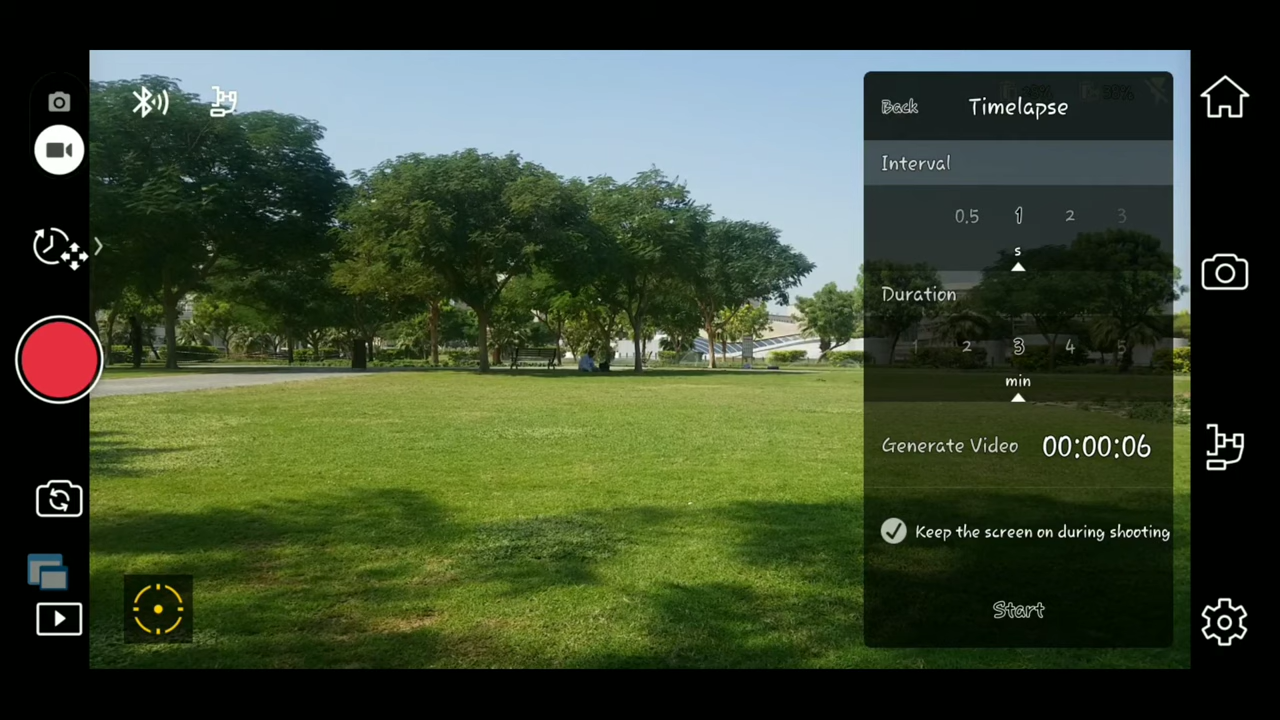 Back Timelapse
Interval
0.5 1 2 3
s
Duration
2 3 4 5
min
Generate Video 00:00:06
Keep the screen on during shooting
Start